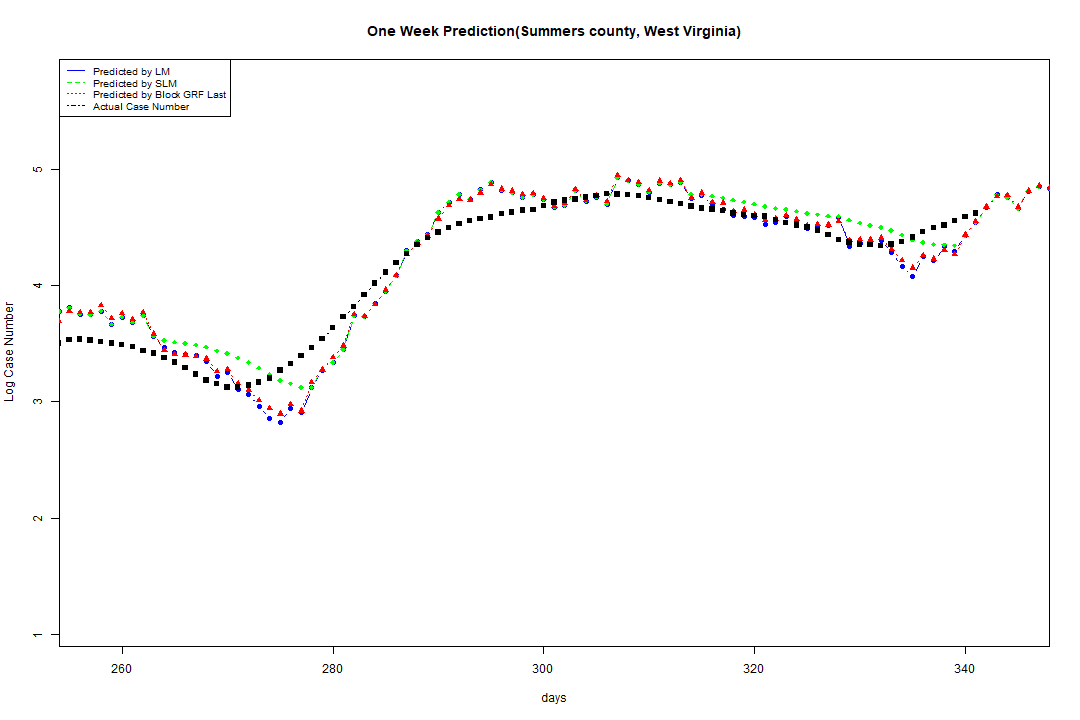 One Week Prediction(Summers county, West Virginia)
Predicted by LM
Predicted by SLM
Predicted by Block GRF Last
Actual Case Number
5
4
3
2
1
Log Case Number
260 280 300 320 340
days